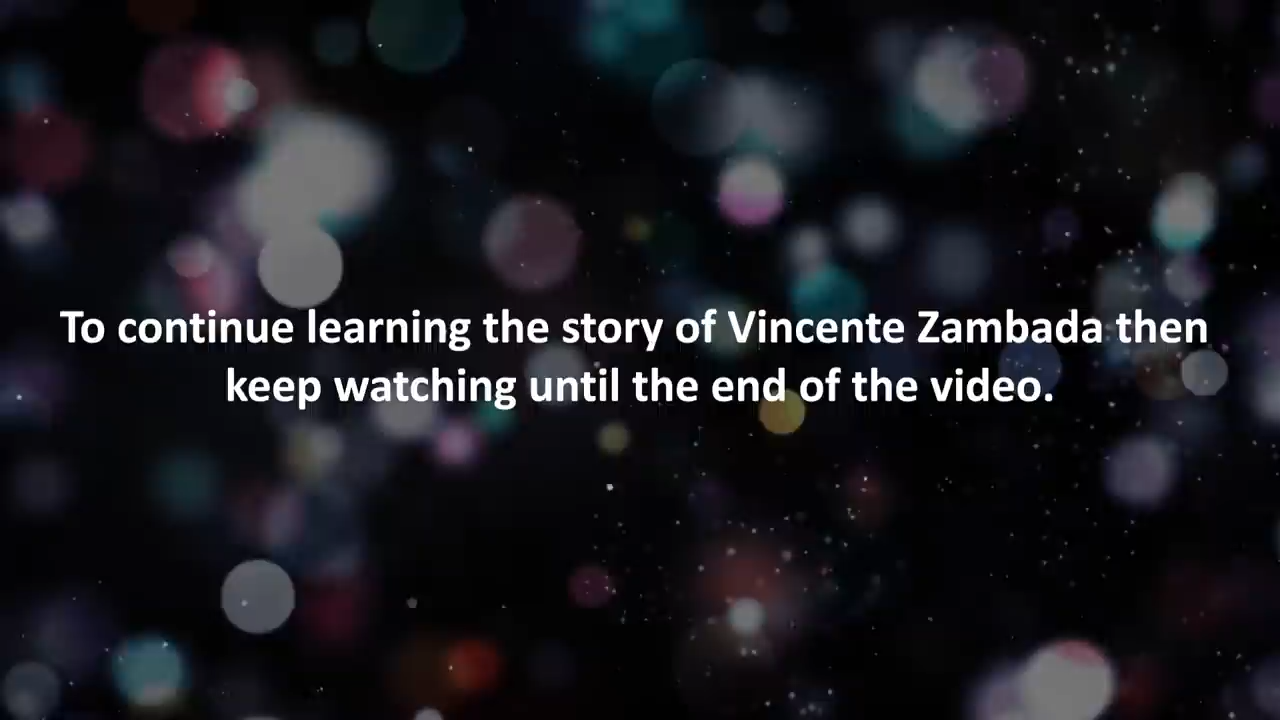 To continue learning the story of Vincente Zambada then
keep watching until the end of the video.